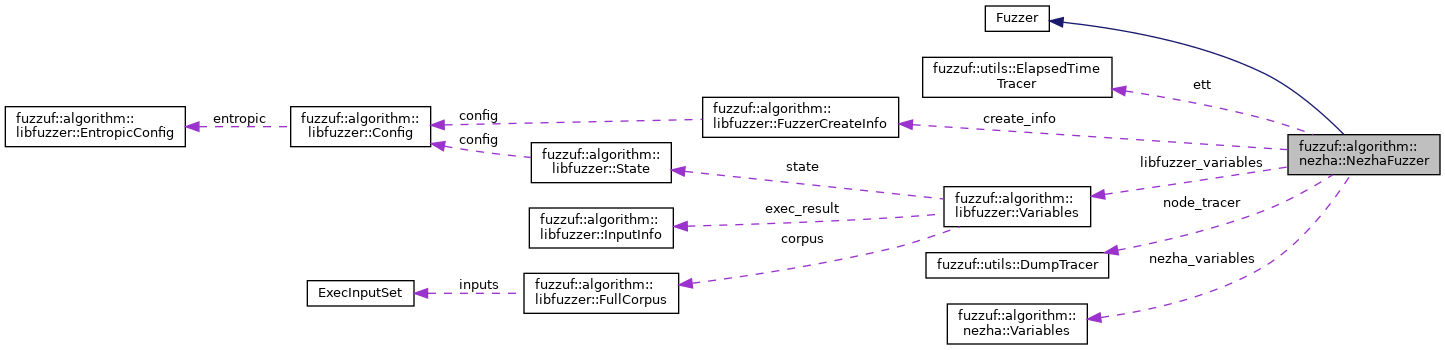 Fuzzer
fuzzuf::utils::ElapsedTime
Tracer
ett
fuzzuf::algorithm::
libfuzzer::EntropicConfig
entropic
fuzzuf::algorithm::
libfuzzer::Config
config
config
fuzzuf::algorithm::
libfuzzer::FuzzerCreateInfo
create_info
fuzzuf::algorithm::
nezha::NezhaFuzzer
fuzzuf::algorithm::
libfuzzer::State
state
libfuzzer_variables
fuzzuf::algorithm::
libfuzzer::Variables
fuzzuf::algorithm::
libfuzzer::InputInfo
exec_result
node_tracer
corpus
fuzzuf::utils::DumpTracer
nezha_variables
ExecInputSet
inputs
fuzzuf::algorithm::
libfuzzer::FullCorpus
fuzzuf::algorithm::
nezha::Variables